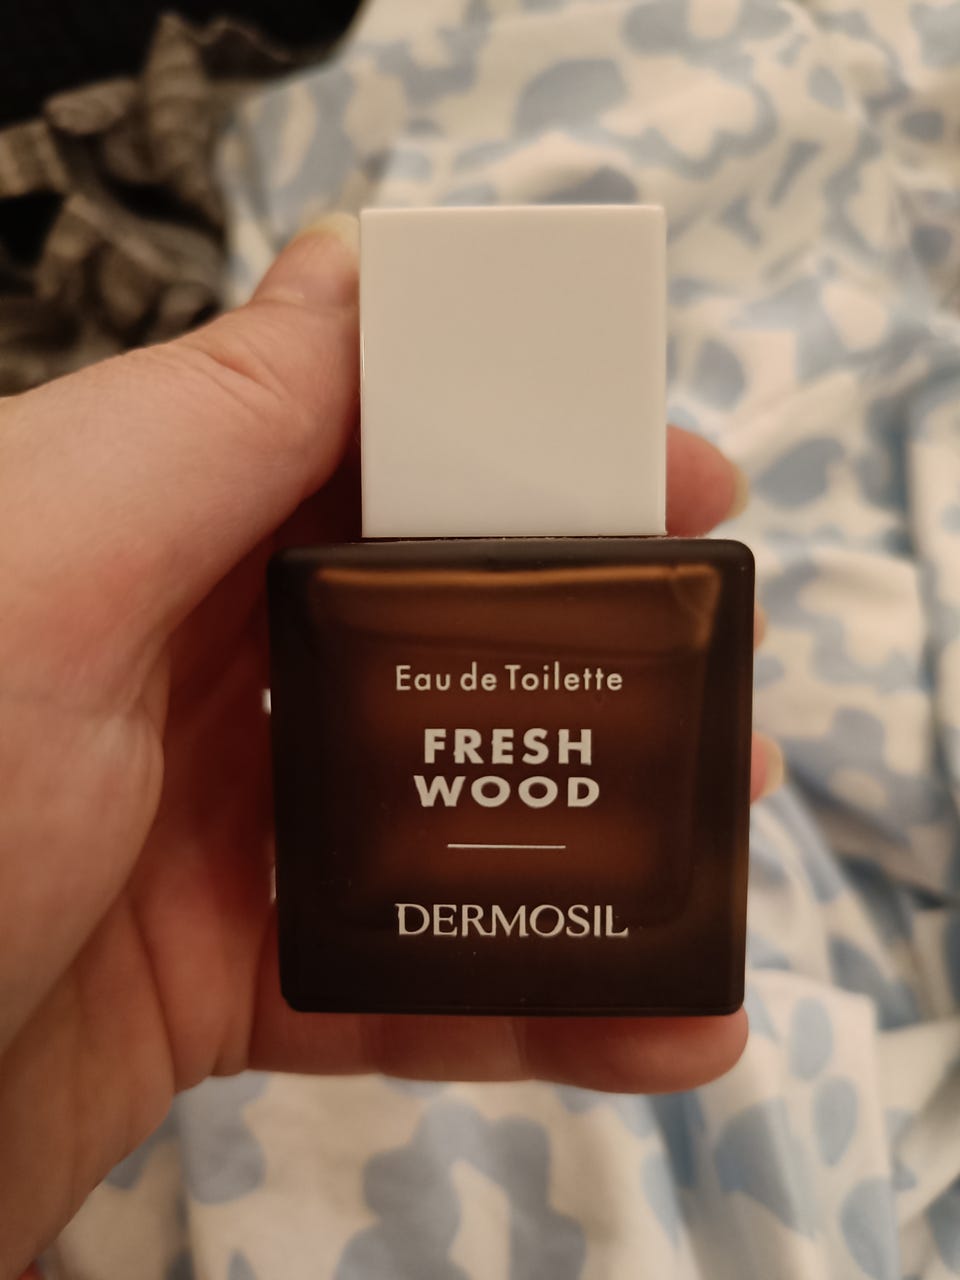 Eau de Toilette
FRESH
WOOD
DERMOSIL